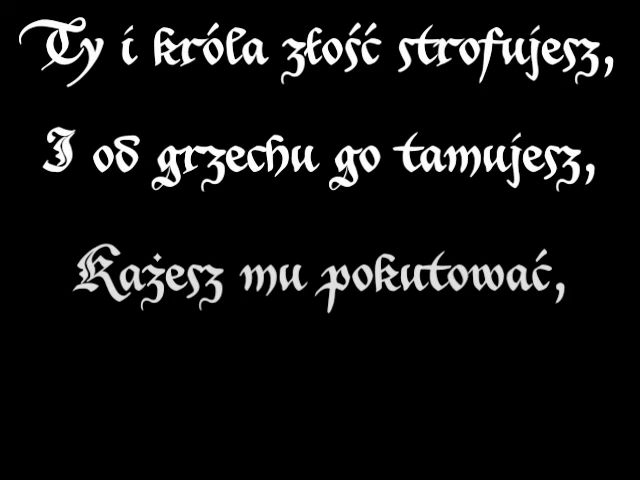 Ty i króla złość strofujesz,
I od grzechu go tamujesz,
Każesz mu pokutować,